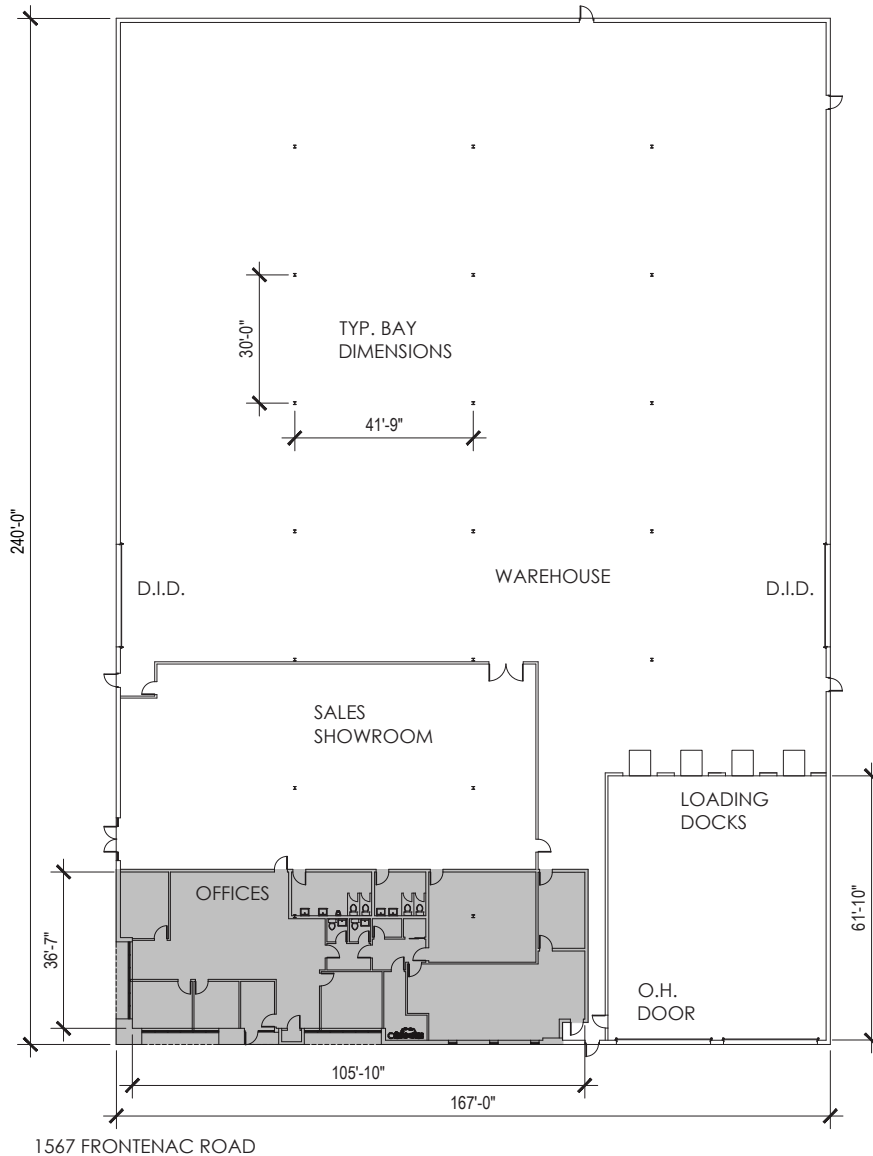 30'-0"
TYP. BAY
DIMENSIONS
41'-9"
240'-0"
WAREHOUSE
D.I.D.
D.I.D.
SALES
SHOWROOM
LOADING
DOCKS
OFFICES
36'-7"
61'-10"
O.H.
DOOR
105'-10"
167'-0"
1567 FRONTENAC ROAD